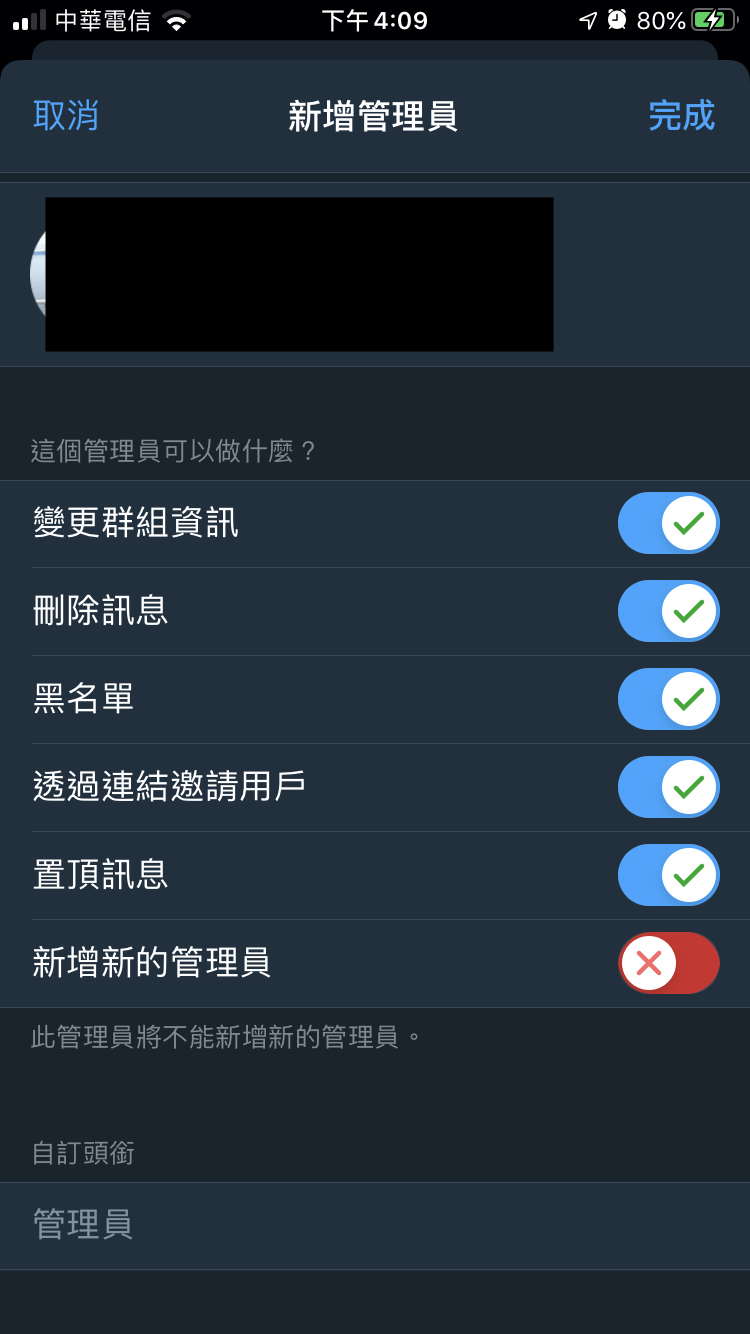 中華電信 下午4:09 80%
取消 新增管理員 完成
這個管理員可以做什麼？
變更群組資訊
刪除訊息
黑名單
透過連結邀請用戶
置頂訊息
新增新的管理員
此管理員將不能新增新的管理員。
自訂頭銜
管理員